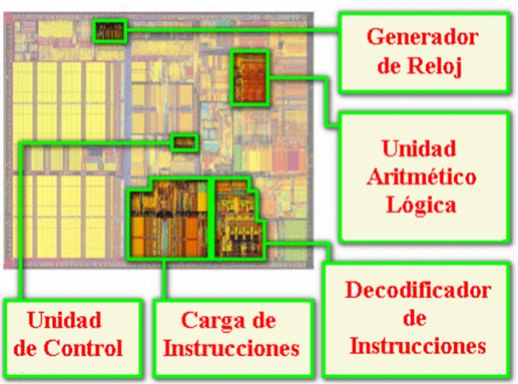 Generador
de Reloj
Unidad
Aritmético
Lógica
Decodificador
de
Instrucciones
Carga de
Instrucciones
Unidad
de Control